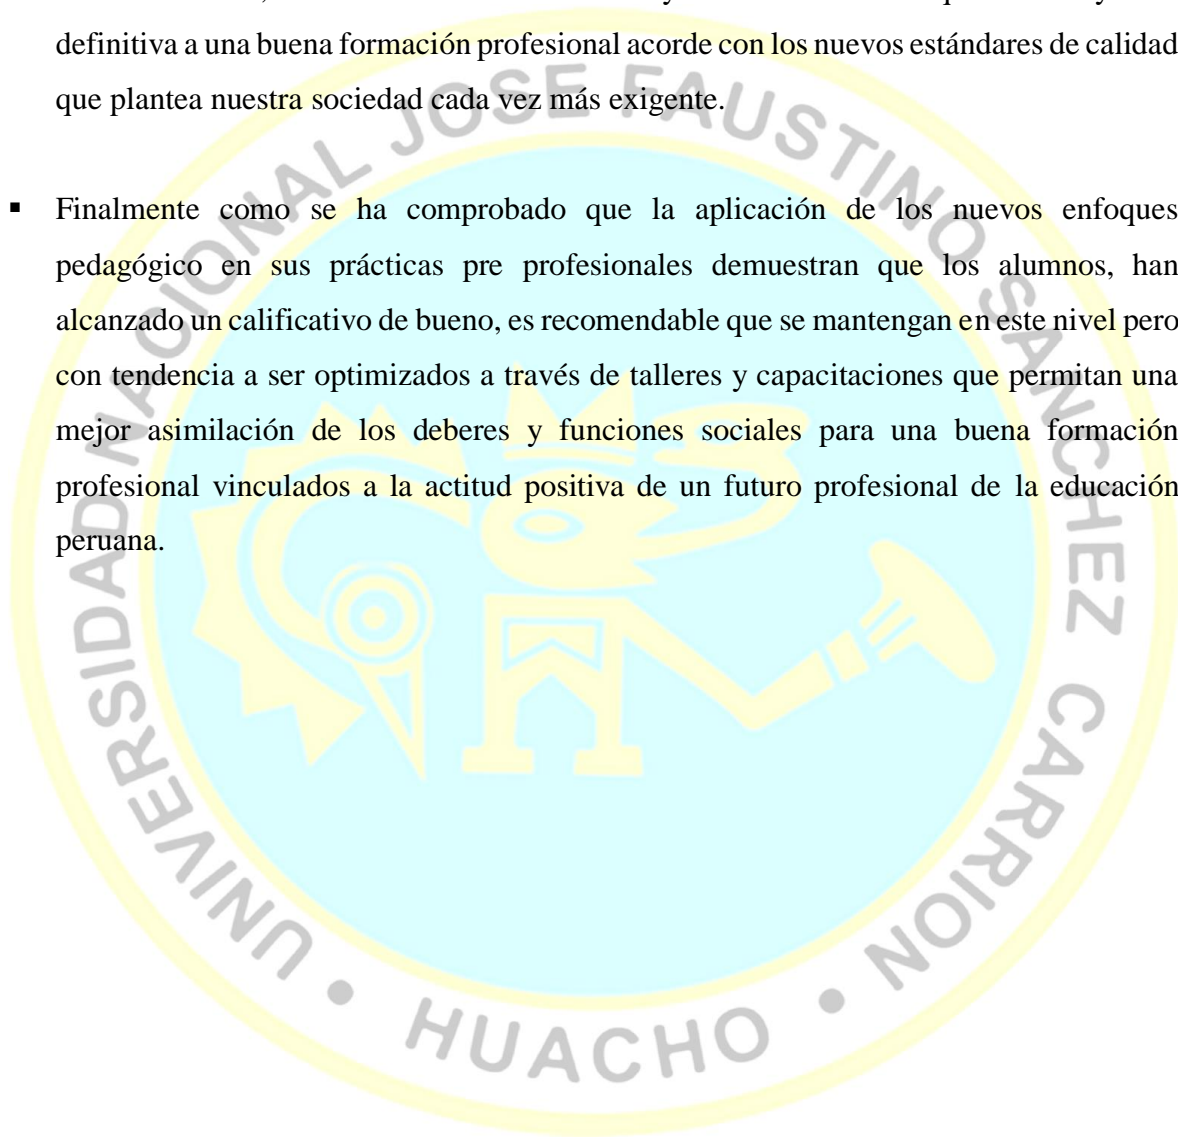 definitiva a una buena formación profesional acorde con los nuevos estándares de calidad
que plantea nuestra sociedad cada vez más exigente.
▪ Finalmente como se ha comprobado que la aplicación de los nuevos enfoques
pedagógico en sus prácticas pre profesionales demuestran que los alumnos, han
alcanzado un calificativo de bueno, es recomendable que se mantengan en este nivel pero
con tendencia a ser optimizados a través de talleres y capacitaciones que permitan una
mejor asimilación de los deberes y funciones sociales para una buena formación
profesional vinculados a la actitud positiva de un futuro profesional de la educación
peruana.
UNIVERSIDAD NACIONAL JOSE FAUSTINO SANCHEZ CARRION • HUACHO •